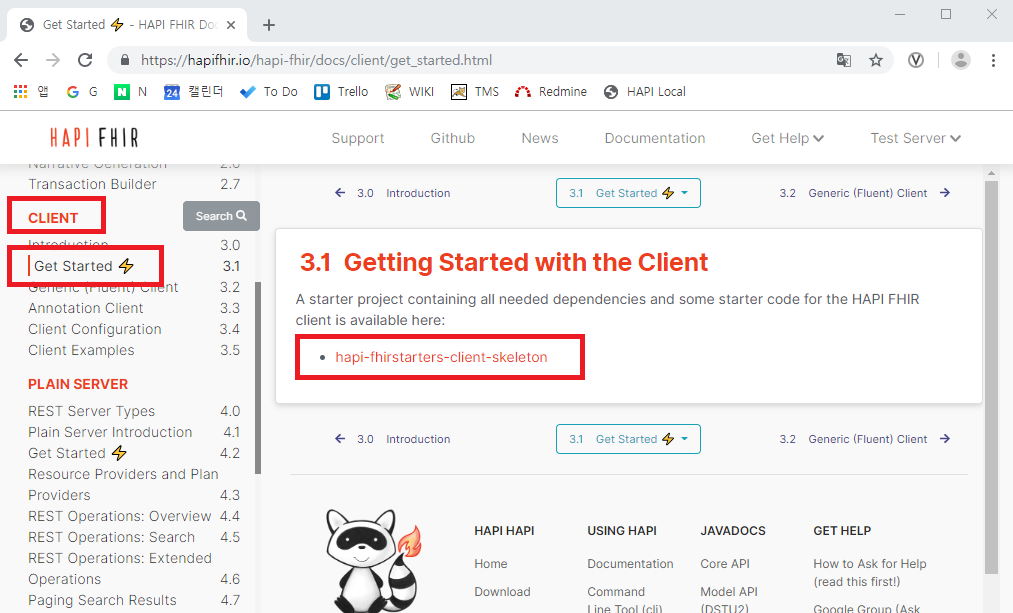 Get Started ⚡ - HAPI FHIR Doc
https://hapifhir.io/hapi-fhir/docs/client/get_started.html
앱 G N 24 캘린더 To Do Trello WIKI TMS Redmine HAPI Local
HAPI FHIR Support Github News Documentation Get Help Test Server
Narrative Generation 2.6
Transaction Builder 2.7
CLIENT
Search
Introduction 3.0
Get Started ⚡ 3.1
Generic (Fluent) Client 3.2
Annotation Client 3.3
Client Configuration 3.4
Client Examples 3.5
PLAIN SERVER
REST Server Types 4.0
Plain Server Introduction 4.1
Get Started ⚡ 4.2
Resource Providers and Plan
Providers 4.3
REST Operations: Overview 4.4
REST Operations: Search 4.5
REST Operations: Extended
Operations 4.6
Paging Search Results 4.7
← 3.0 Introduction
3.1 Get Started ⚡
3.2 Generic (Fluent) Client →
3.1 Getting Started with the Client
A starter project containing all needed dependencies and some starter code for the HAPI FHIR
client is available here:
• hapi-fhirstarters-client-skeleton
← 3.0 Introduction
3.1 Get Started ⚡
3.2 Generic (Fluent) Client →
HAPI HAPI
Home
Download
USING HAPI
Documentation
Command
Line Tool (cli)
JAVADOCS
Core API
Model API
(DSTU2)
GET HELP
How to Ask for Help
(read this first!)
Google Group (Ask